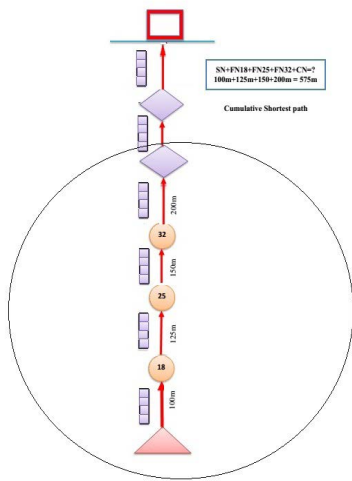 SN+FN18+FN25+FN32+CN=?
100m+125m+150+200m = 575m
Cumulative Shortest path
200m
32
150m
25
125m
18
100m